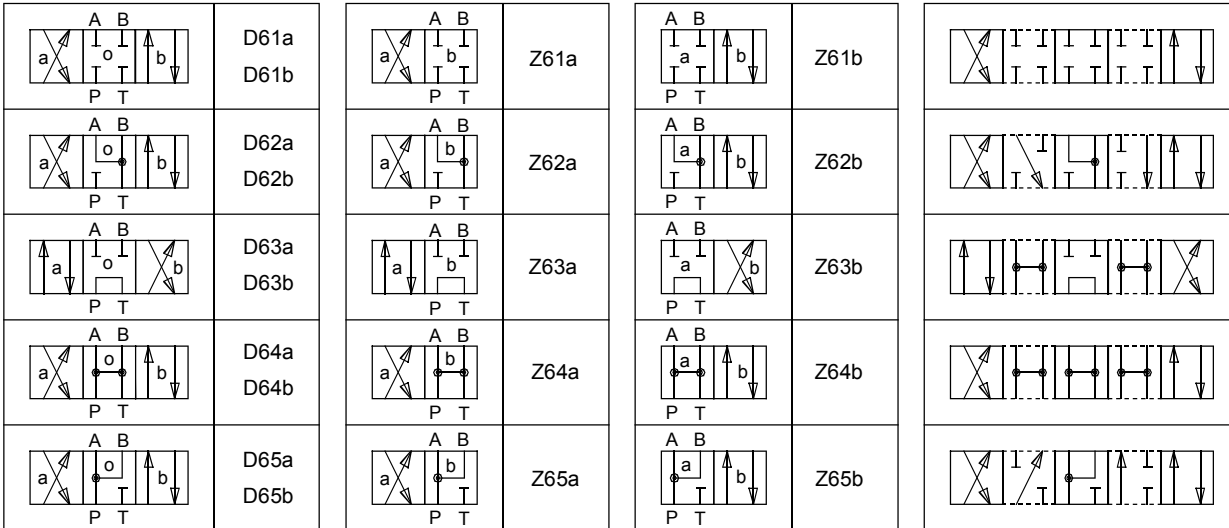 A B
a o b
P T
D61a
D61b
A B
a b
P T
Z61a
A B
a b
P T
Z61b
A B
a o b
P T
D62a
D62b
A B
a b
P T
Z62a
A B
a b
P T
Z62b
A B
a o b
P T
D63a
D63b
A B
a b
P T
Z63a
A B
a b
P T
Z63b
A B
a o b
P T
D64a
D64b
A B
a b
P T
Z64a
A B
a b
P T
Z64b
A B
a o b
P T
D65a
D65b
A B
a b
P T
Z65a
A B
a b
P T
Z65b